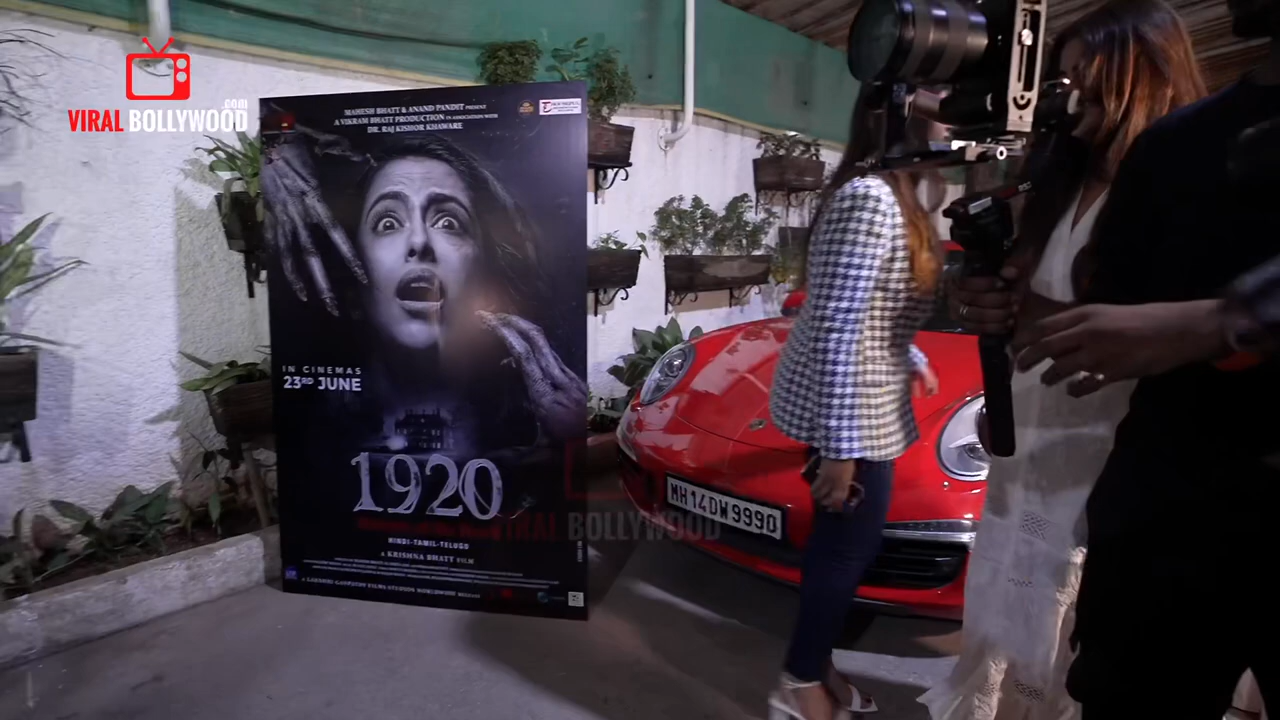 VIRAL BOLLYWOOD.com
MAHESH BHATT & ANAND PANDIT PRESENT
A VIKRAM BHATT PRODUCTION IN ASSOCIATION WITH
DR. RAJ KISHOR KHAWARE
IN CINEMAS
23RD JUNE
1920
VIRAL BOLLYWOOD
HINDI-TAMIL-TELUGU
A KRISHNA BHATT FILM
MH14DW9990